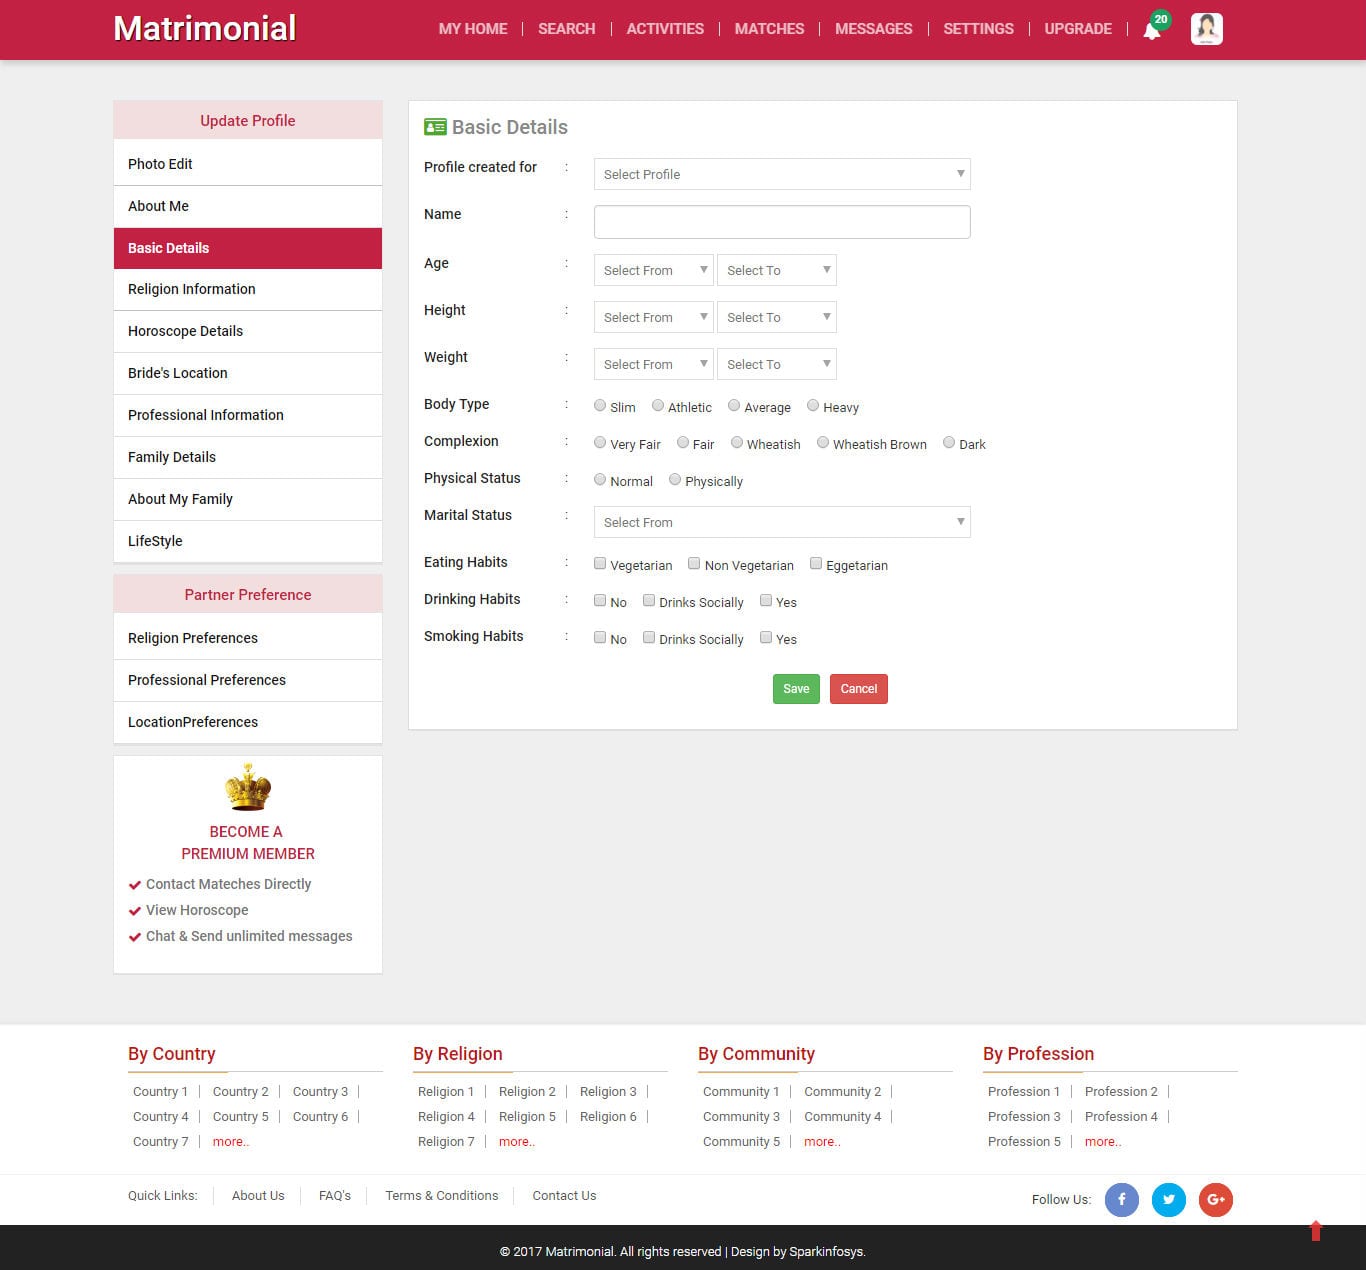 Matrimonial
MY HOME | SEARCH | ACTIVITIES | MATCHES | MESSAGES | SETTINGS | UPGRADE | 20
Update Profile
Photo Edit
About Me
Basic Details
Religion Information
Horoscope Details
Bride's Location
Professional Information
Family Details
About My Family
LifeStyle
Partner Preference
Religion Preferences
Professional Preferences
LocationPreferences
BECOME A
PREMIUM MEMBER
Contact Mateches Directly
View Horoscope
Chat & Send unlimited messages
Basic Details
Profile created for : Select Profile
Name :
Age : Select From Select To
Height : Select From Select To
Weight : Select From Select To
Body Type : Slim Athletic Average Heavy
Complexion : Very Fair Fair Wheatish Wheatish Brown Dark
Physical Status : Normal Physically
Marital Status : Select From
Eating Habits : Vegetarian Non Vegetarian Eggetarian
Drinking Habits : No Drinks Socially Yes
Smoking Habits : No Drinks Socially Yes
Save Cancel
By Country
Country 1 | Country 2 | Country 3 |
Country 4 | Country 5 | Country 6 |
Country 7 | more..
By Religion
Religion 1 | Religion 2 | Religion 3 |
Religion 4 | Religion 5 | Religion 6 |
Religion 7 | more..
By Community
Community 1 | Community 2 |
Community 3 | Community 4 |
Community 5 | more..
By Profession
Profession 1 | Profession 2 |
Profession 3 | Profession 4 |
Profession 5 | more..
Quick Links: | About Us | FAQ's | Terms & Conditions | Contact Us
Follow Us: f G+
© 2017 Matrimonial. All rights reserved | Design by Sparkinfosys.